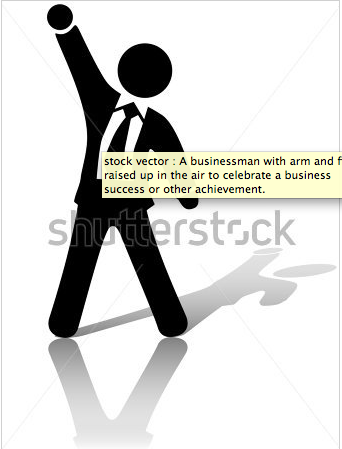 stock vector : A businessman with arm and f
raised up in the air to celebrate a business
success or other achievement.
shutterstock